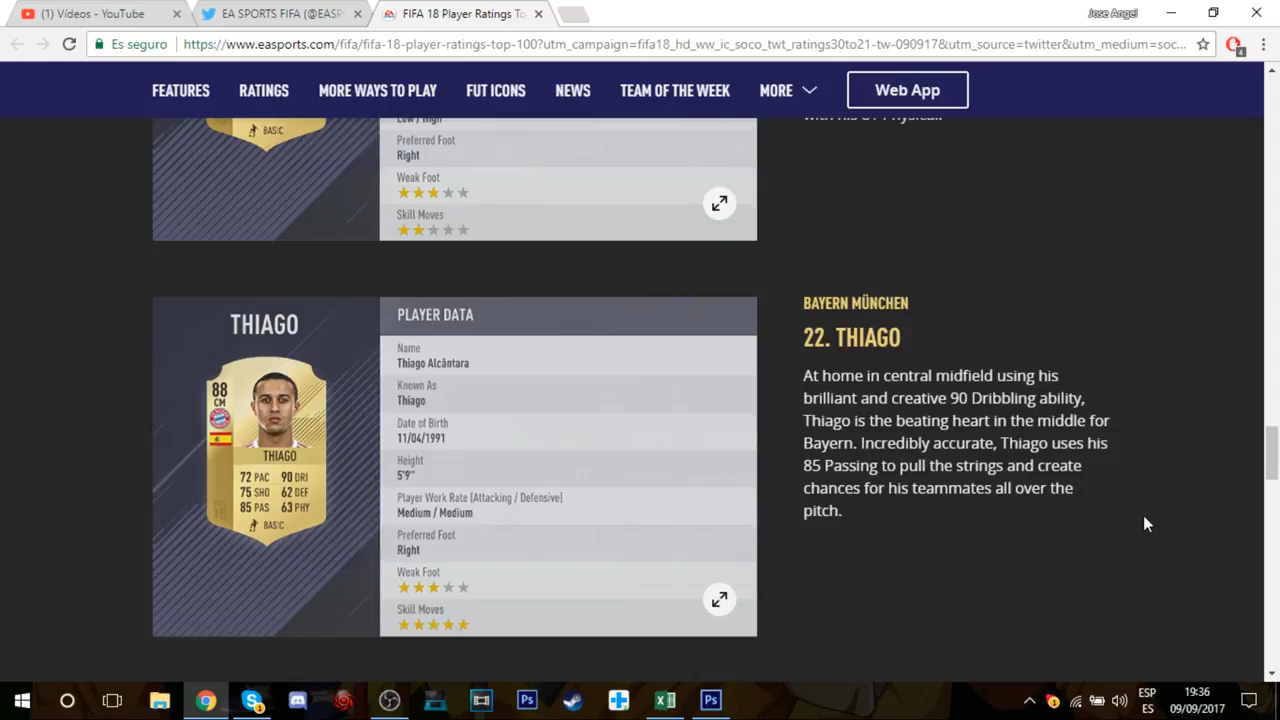 (1) Vídeos - YouTube
EA SPORTS FIFA (@EASP
FIFA 18 Player Ratings To
Jose Angel
Es seguro
https://www.easports.com/fifa/fifa-18-player-ratings-top-100?utm_campaign=fifa18_hd_ww_ic_soco_twt_ratings30to21-tw-090917&utm_source=twitter&utm_medium=soc...
FEATURES RATINGS MORE WAYS TO PLAY FUT ICONS NEWS TEAM OF THE WEEK MORE Web App
BASIC
Low / High
Preferred Foot
Right
Weak Foot
Skill Moves
THIAGO
88
CM
THIAGO
72 PAC 90 DRI
75 SHO 62 DEF
85 PAS 63 PHY
BASIC
PLAYER DATA
Name
Thiago Alcântara
Known As
Thiago
Date of Birth
11/04/1991
Height
5'9"
Player Work Rate (Attacking / Defensive)
Medium / Medium
Preferred Foot
Right
Weak Foot
Skill Moves
BAYERN MÜNCHEN
22. THIAGO
At home in central midfield using his
brilliant and creative 90 Dribbling ability,
Thiago is the beating heart in the middle for
Bayern. Incredibly accurate, Thiago uses his
85 Passing to pull the strings and create
chances for his teammates all over the
pitch.
ESP
ES
19:36
09/09/2017